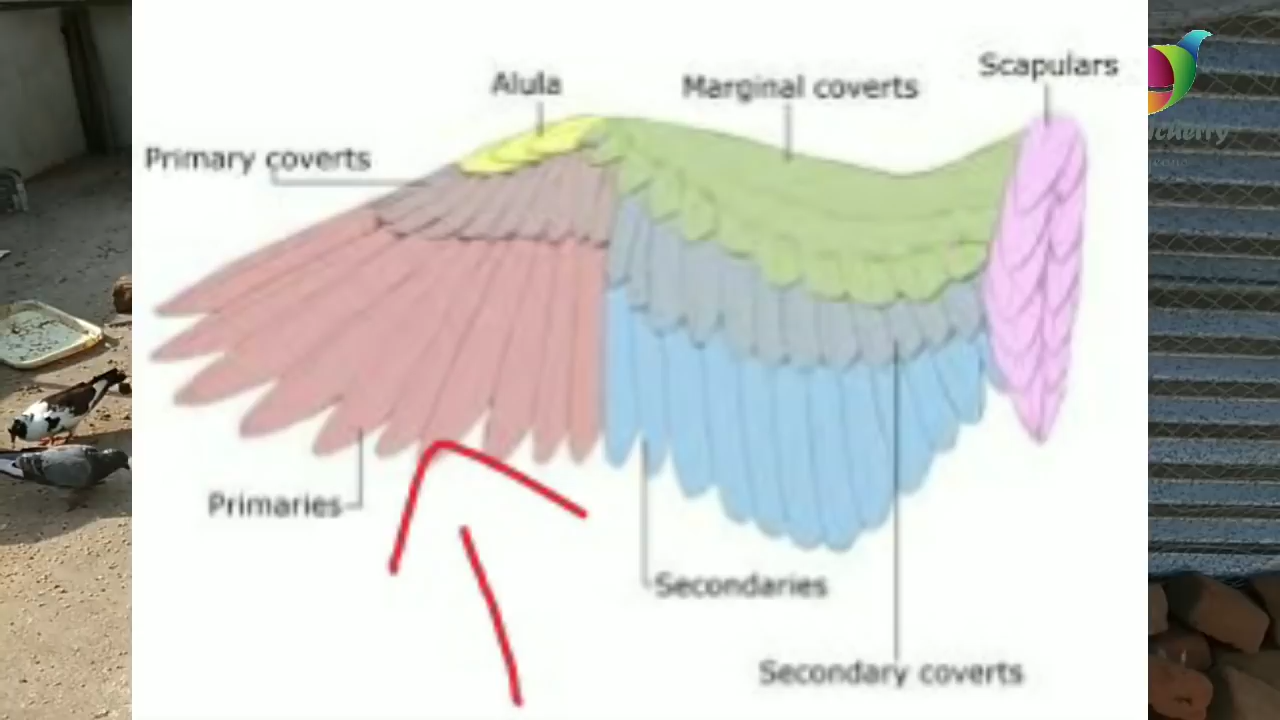 Scapulars
Alula
Marginal coverts
Primary coverts
Primaries
Secondaries
Secondary coverts